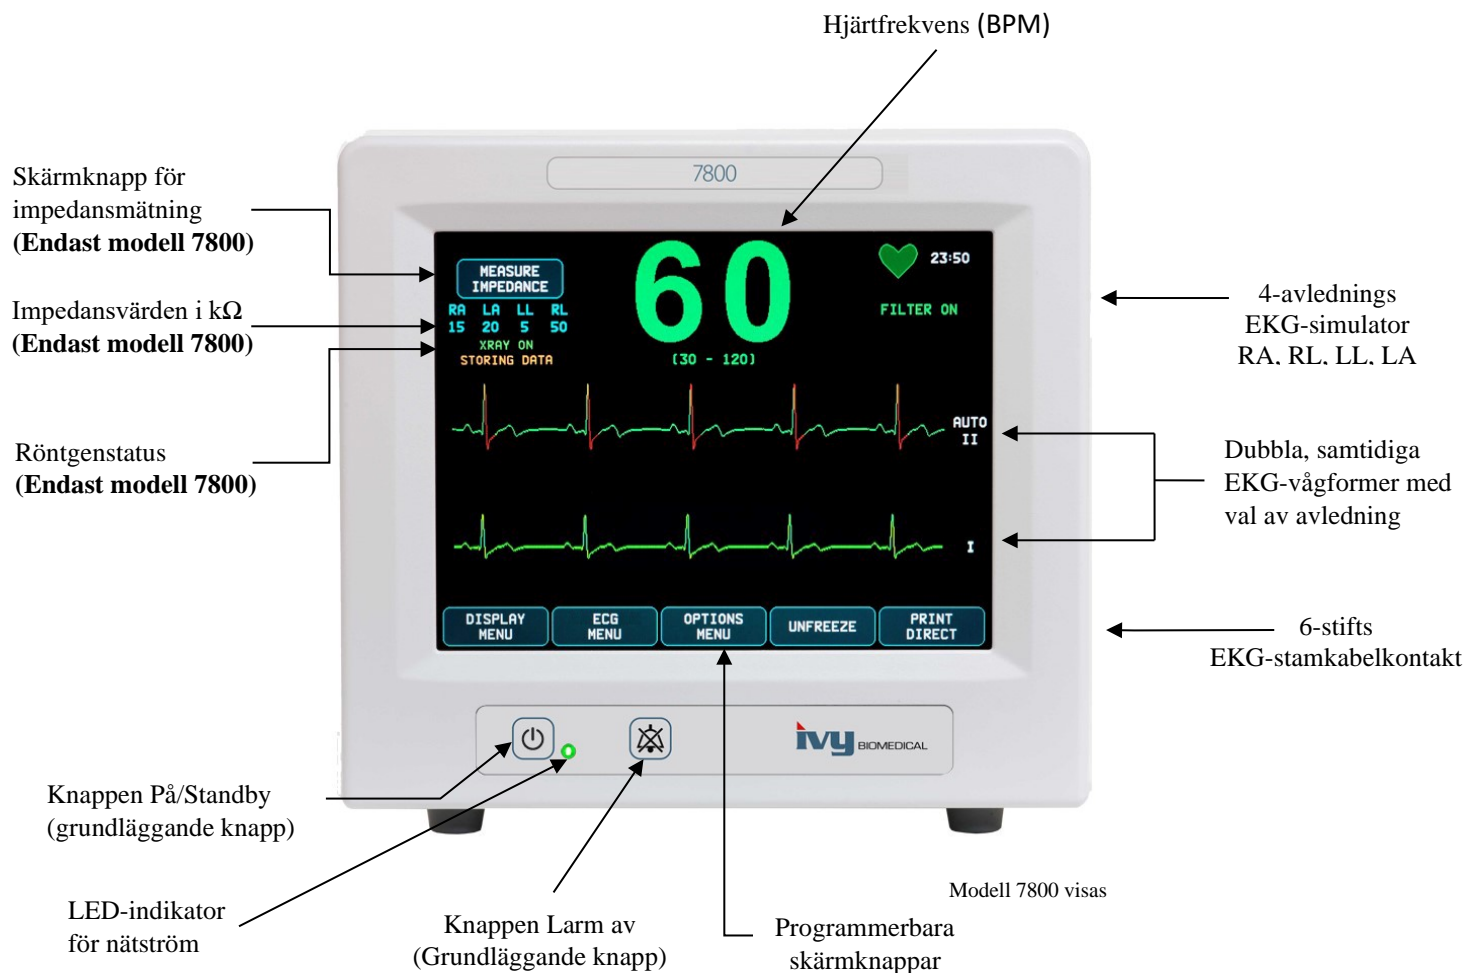 Hjärtfrekvens (BPM)
7800
Skärmknapp för
impedansmätning
(Endast modell 7800)
Impedansvärden i kΩ
(Endast modell 7800)
Röntgenstatus
(Endast modell 7800)
MEASURE
IMPEDANCE
RA LA LL RL
15 20 5 50
XRAY ON
STORING DATA
60
(30 - 120)
23:50
FILTER ON
AUTO
II
I
4-avlednings
EKG-simulator
RA, RL, LL, LA
Dubbla, samtidiga
EKG-vågformer med
val av avledning
DISPLAY
MENU
ECG
MENU
OPTIONS
MENU
UNFREEZE
PRINT
DIRECT
6-stifts
EKG-stamkabelkontakt
ivy BIOMEDICAL
Knappen På/Standby
(grundläggande knapp)
LED-indikator
för nätström
Knappen Larm av
(Grundläggande knapp)
Modell 7800 visas
Programmerbara
skärmknappar